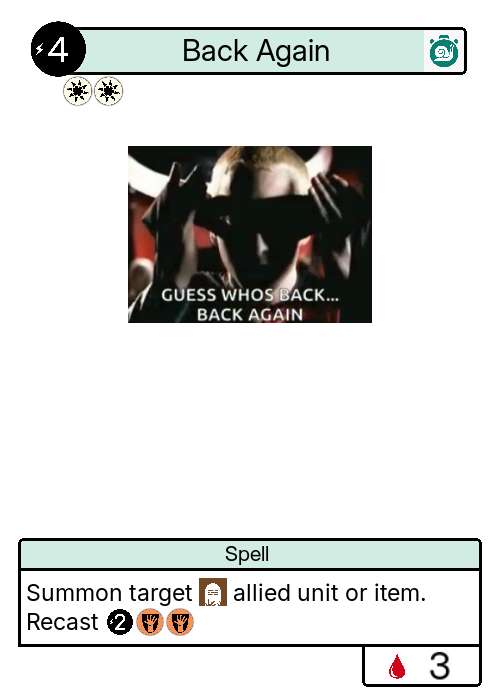 4
Back Again
GUESS WHOS BACK...
BACK AGAIN
Spell
Summon target allied unit or item.
Recast 2
3